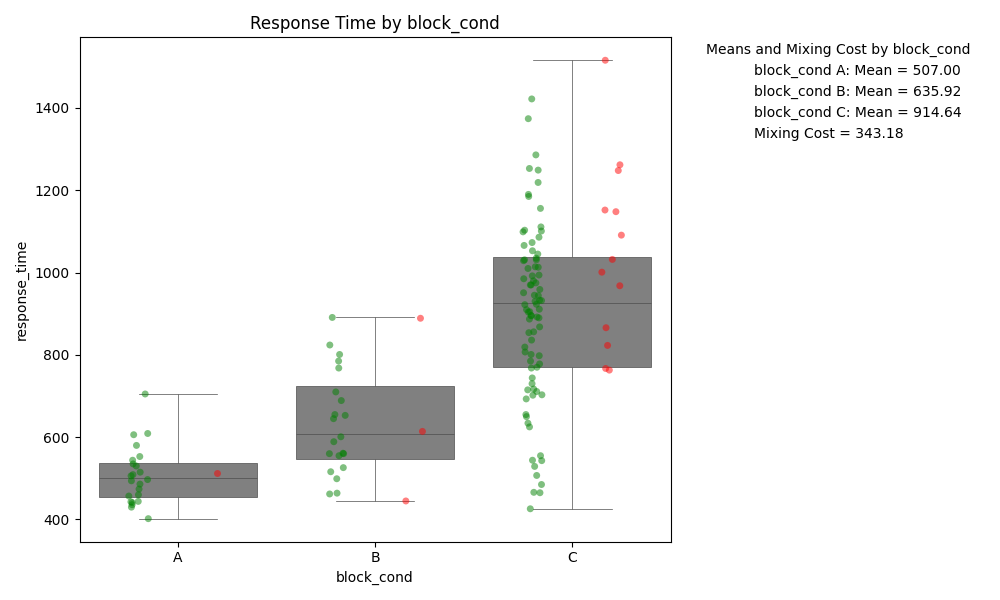 Response Time by block_cond
Means and Mixing Cost by block_cond
block_cond A: Mean = 507.00
block_cond B: Mean = 635.92
block_cond C: Mean = 914.64
Mixing Cost = 343.18
response_time
1400
1200
1000
800
600
400
A
B
C
block_cond